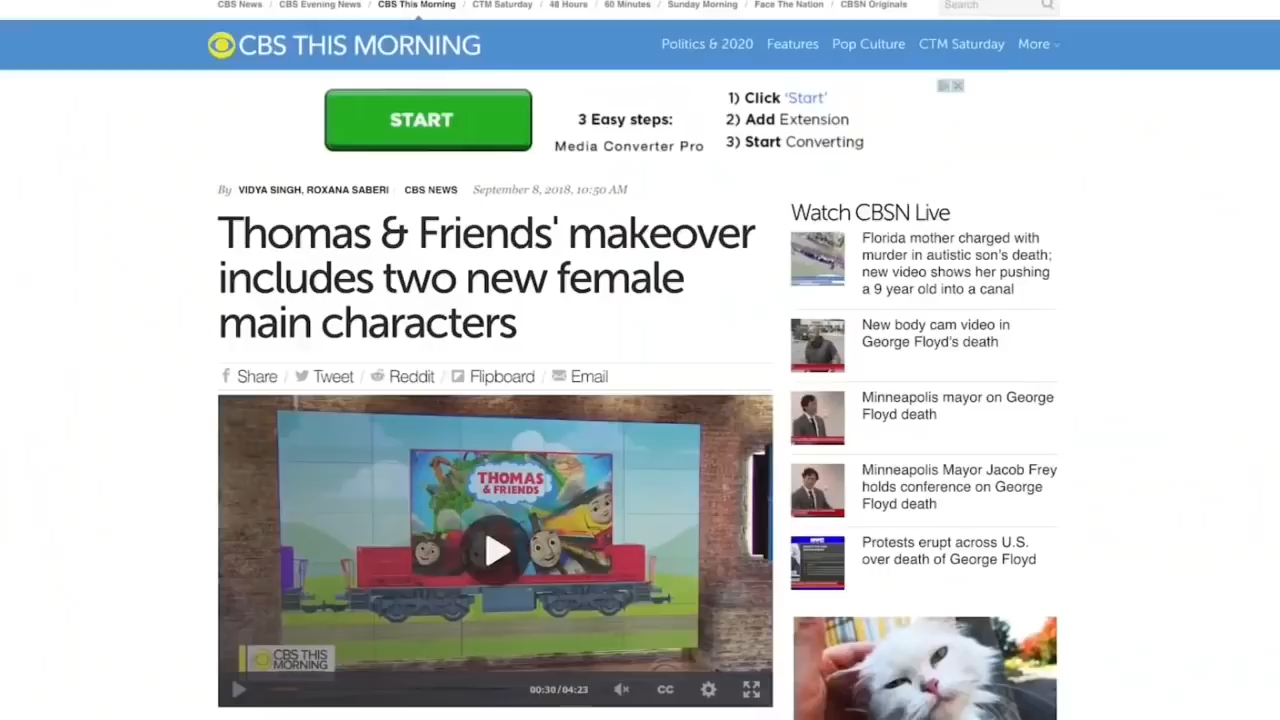 CBS News / CBS Evening News / CBS This Morning / CTM Saturday / 48 Hours / 60 Minutes / Sunday Morning / Face The Nation / CBSN Originals
Search
CBS THIS MORNING
Politics & 2020 Features Pop Culture CTM Saturday More
START
3 Easy steps:
Media Converter Pro
1) Click 'Start'
2) Add Extension
3) Start Converting
By VIDYA SINGH, ROXANA SABERI CBS NEWS September 8, 2018, 10:50 AM
Thomas & Friends' makeover
includes two new female
main characters
Share / Tweet / Reddit / Flipboard / Email
THOMAS
& FRIENDS
CBS THIS
MORNING
00:30/04:23
CC
Watch CBSN Live
Florida mother charged with
murder in autistic son's death;
new video shows her pushing
a 9 year old into a canal
New body cam video in
George Floyd's death
Minneapolis mayor on George
Floyd death
Minneapolis Mayor Jacob Frey
holds conference on George
Floyd death
Protests erupt across U.S.
over death of George Floyd